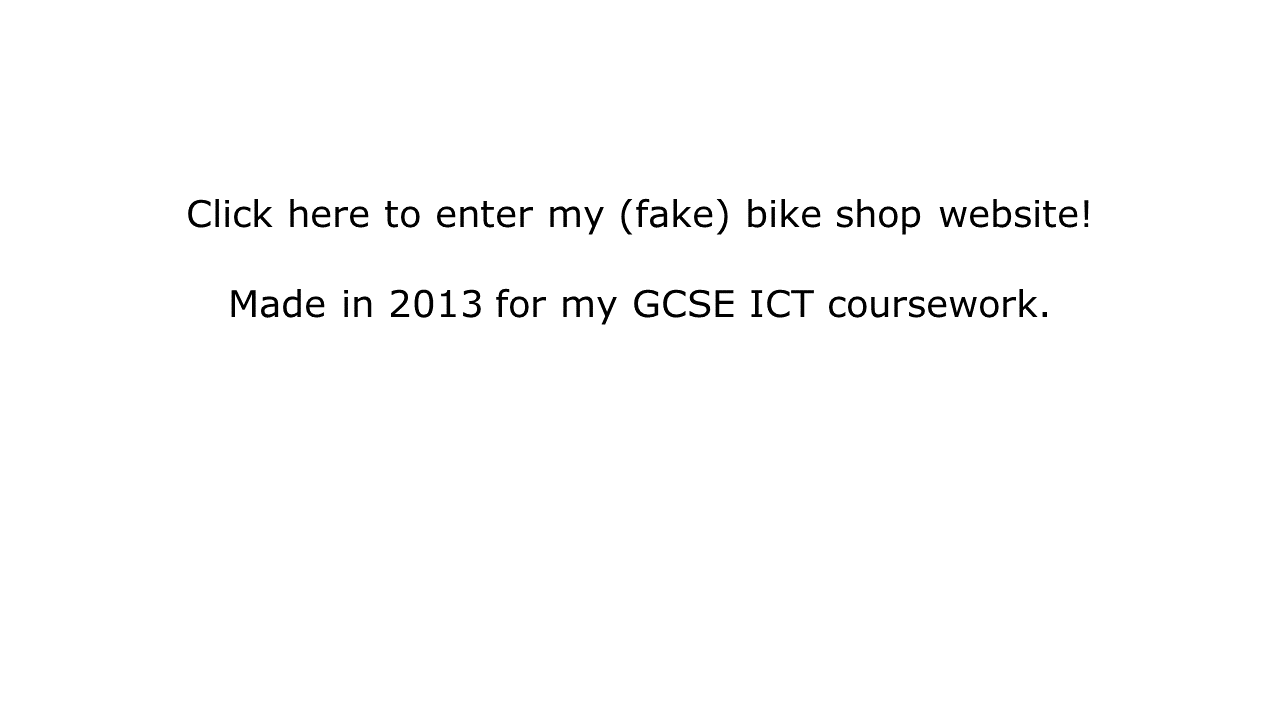 Click here to enter my (fake) bike shop website!
Made in 2013 for my GCSE ICT coursework.